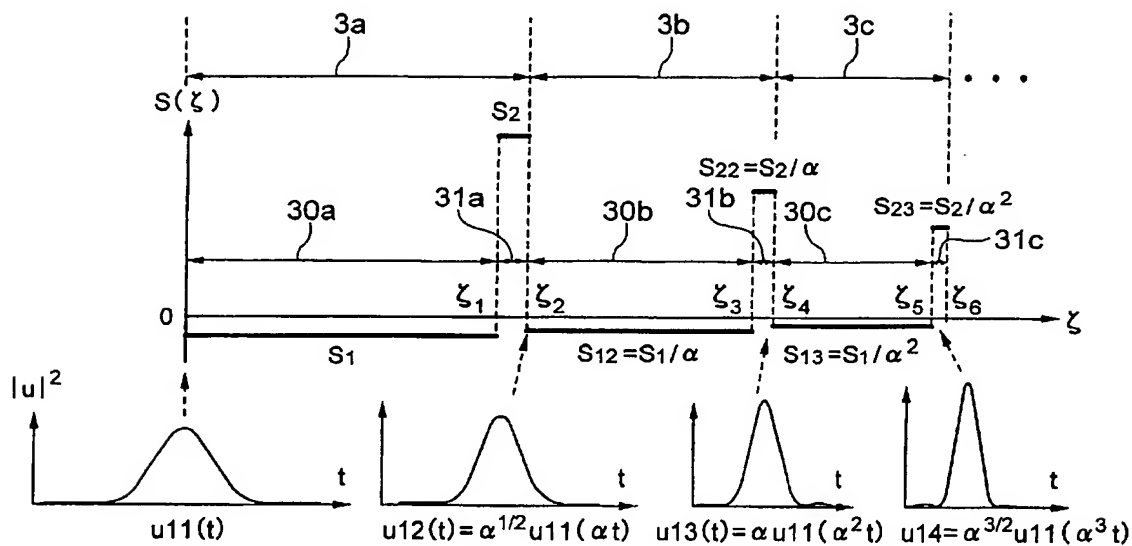 3a 3b 3c
• • •
S(ζ)
S2
S22=S2/α
S23=S2/α²
30a 31a 30b 31b 30c 31c
ζ1 ζ2 ζ3 ζ4 ζ5 ζ6
0 ζ
S1 S12=S1/α S13=S1/α²
|u|²
t t t t
u11(t) u12(t)=α1/2u11(αt) u13(t)=αu11(α²t) u14=α3/2u11(α³t)